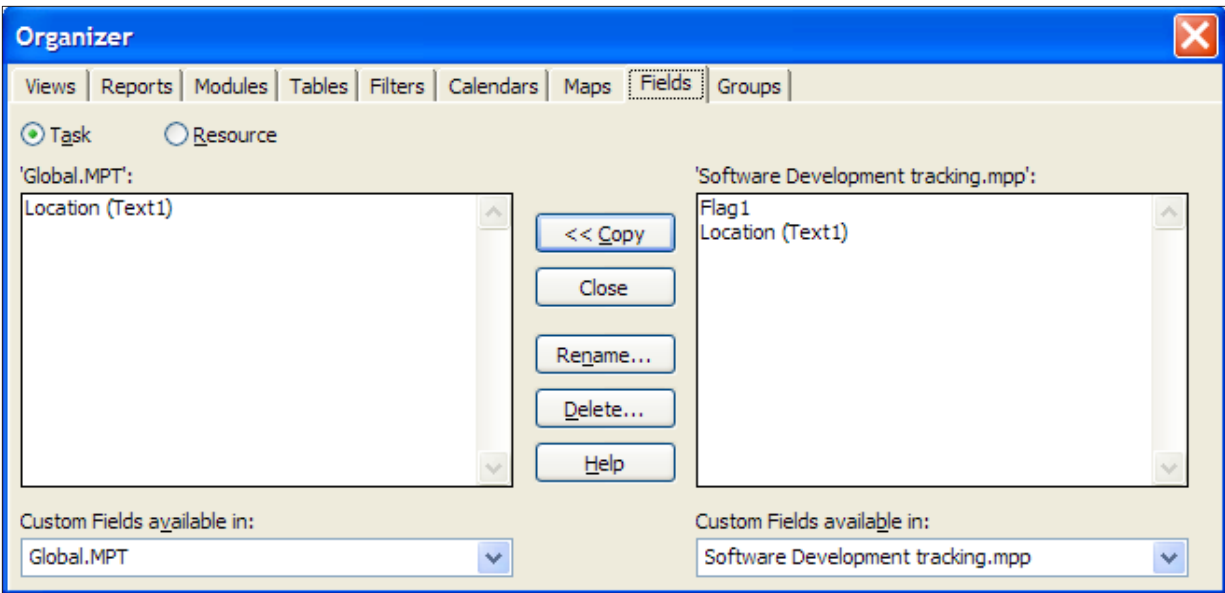 Organizer
Views Reports Modules Tables Filters Calendars Maps Fields Groups
Task Resource
'Global.MPT': 'Software Development tracking.mpp':
Location (Text1) Flag1
<< Copy Location (Text1)
Close
Rename...
Delete...
Help
Custom Fields available in: Custom Fields available in:
Global.MPT Software Development tracking.mpp